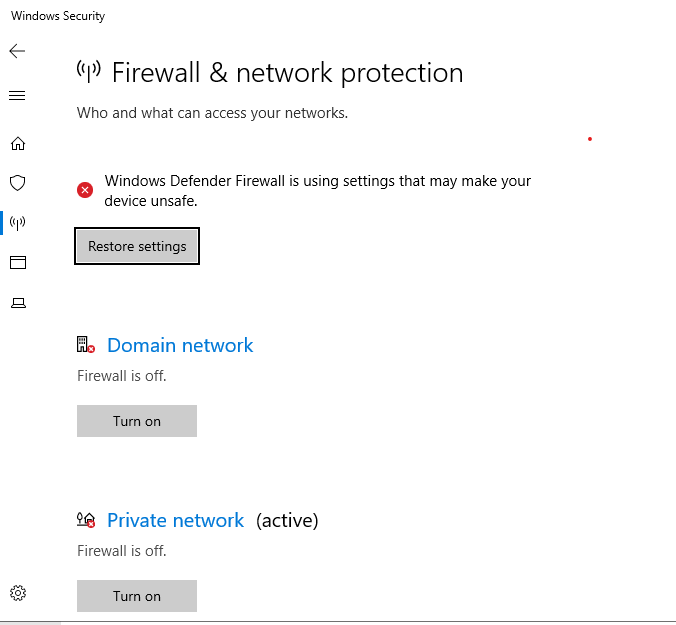 Windows Security
Firewall & network protection
Who and what can access your networks.
Windows Defender Firewall is using settings that may make your
device unsafe.
Restore settings
Domain network
Firewall is off.
Turn on
Private network (active)
Firewall is off.
Turn on